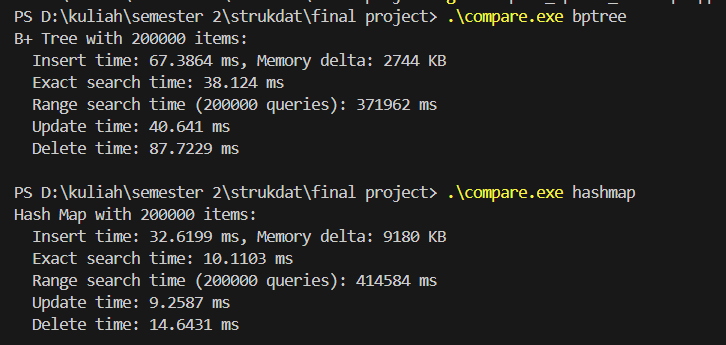 PS D:\kuliah\semester 2\strukdat\final project> .\compare.exe bptree
B+ Tree with 200000 items:
  Insert time: 67.3864 ms, Memory delta: 2744 KB
  Exact search time: 38.124 ms
  Range search time (200000 queries): 371962 ms
  Update time: 40.641 ms
  Delete time: 87.7229 ms
PS D:\kuliah\semester 2\strukdat\final project> .\compare.exe hashmap
Hash Map with 200000 items:
  Insert time: 32.6199 ms, Memory delta: 9180 KB
  Exact search time: 10.1103 ms
  Range search time (200000 queries): 414584 ms
  Update time: 9.2587 ms
  Delete time: 14.6431 ms